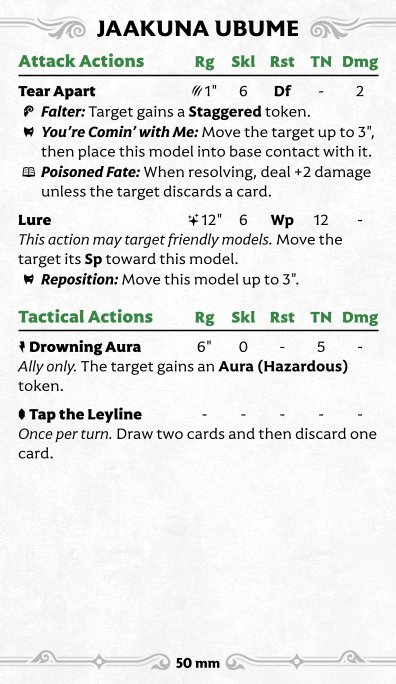 JAAKUNA UBUME
Attack Actions Rg Skl Rst TN Dmg
Tear Apart 1" 6 Df - 2
Falter: Target gains a Staggered token.
You're Comin' with Me: Move the target up to 3",
then place this model into base contact with it.
Poisoned Fate: When resolving, deal +2 damage
unless the target discards a card.
Lure 12" 6 Wp 12 -
This action may target friendly models. Move the
target its Sp toward this model.
Reposition: Move this model up to 3".
Tactical Actions Rg Skl Rst TN Dmg
Drowning Aura 6" 0 - 5 -
Ally only. The target gains an Aura (Hazardous)
token.
Tap the Leyline - - - - -
Once per turn. Draw two cards and then discard one
card.
50 mm